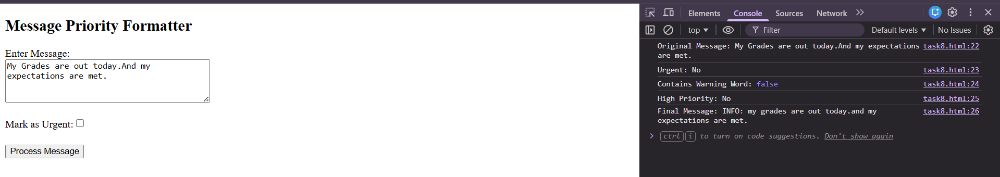 Message Priority Formatter
Enter Message:
My Grades are out today.And my
expectations are met.
Mark as Urgent:
Process Message
Elements Console Sources Network
top Filter Default levels No Issues
Original Message: My Grades are out today.And my expectations task8.html:22
are met.
Urgent: No task8.html:23
Contains Warning Word: false task8.html:24
High Priority: No task8.html:25
Final Message: INFO: my grades are out today.and my task8.html:26
expectations are met.
ctrl i to turn on code suggestions. Don't show again